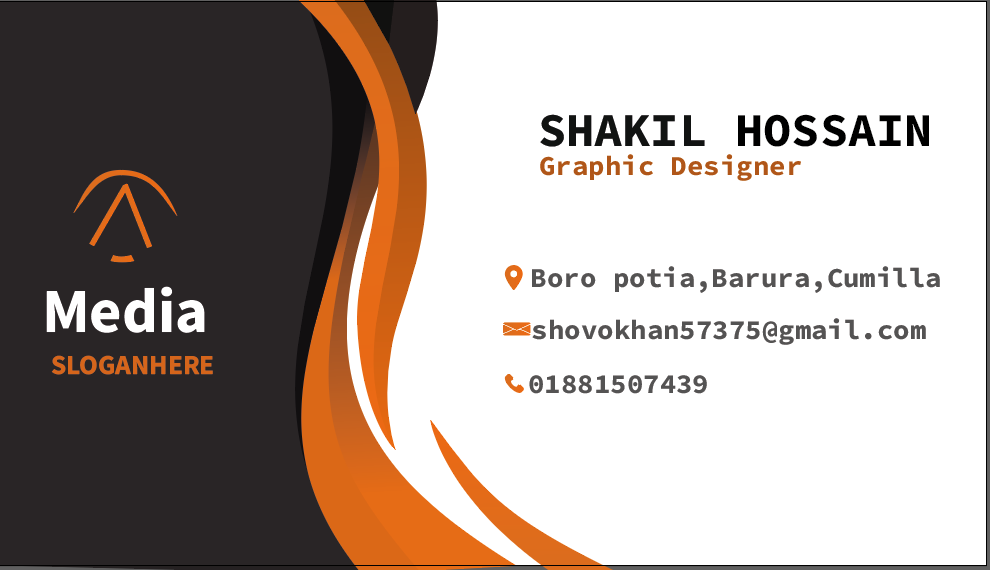 Media
SLOGANHERE
SHAKIL HOSSAIN
Graphic Designer
Boro potia,Barura,Cumilla
shovokhan57375@gmail.com
01881507439